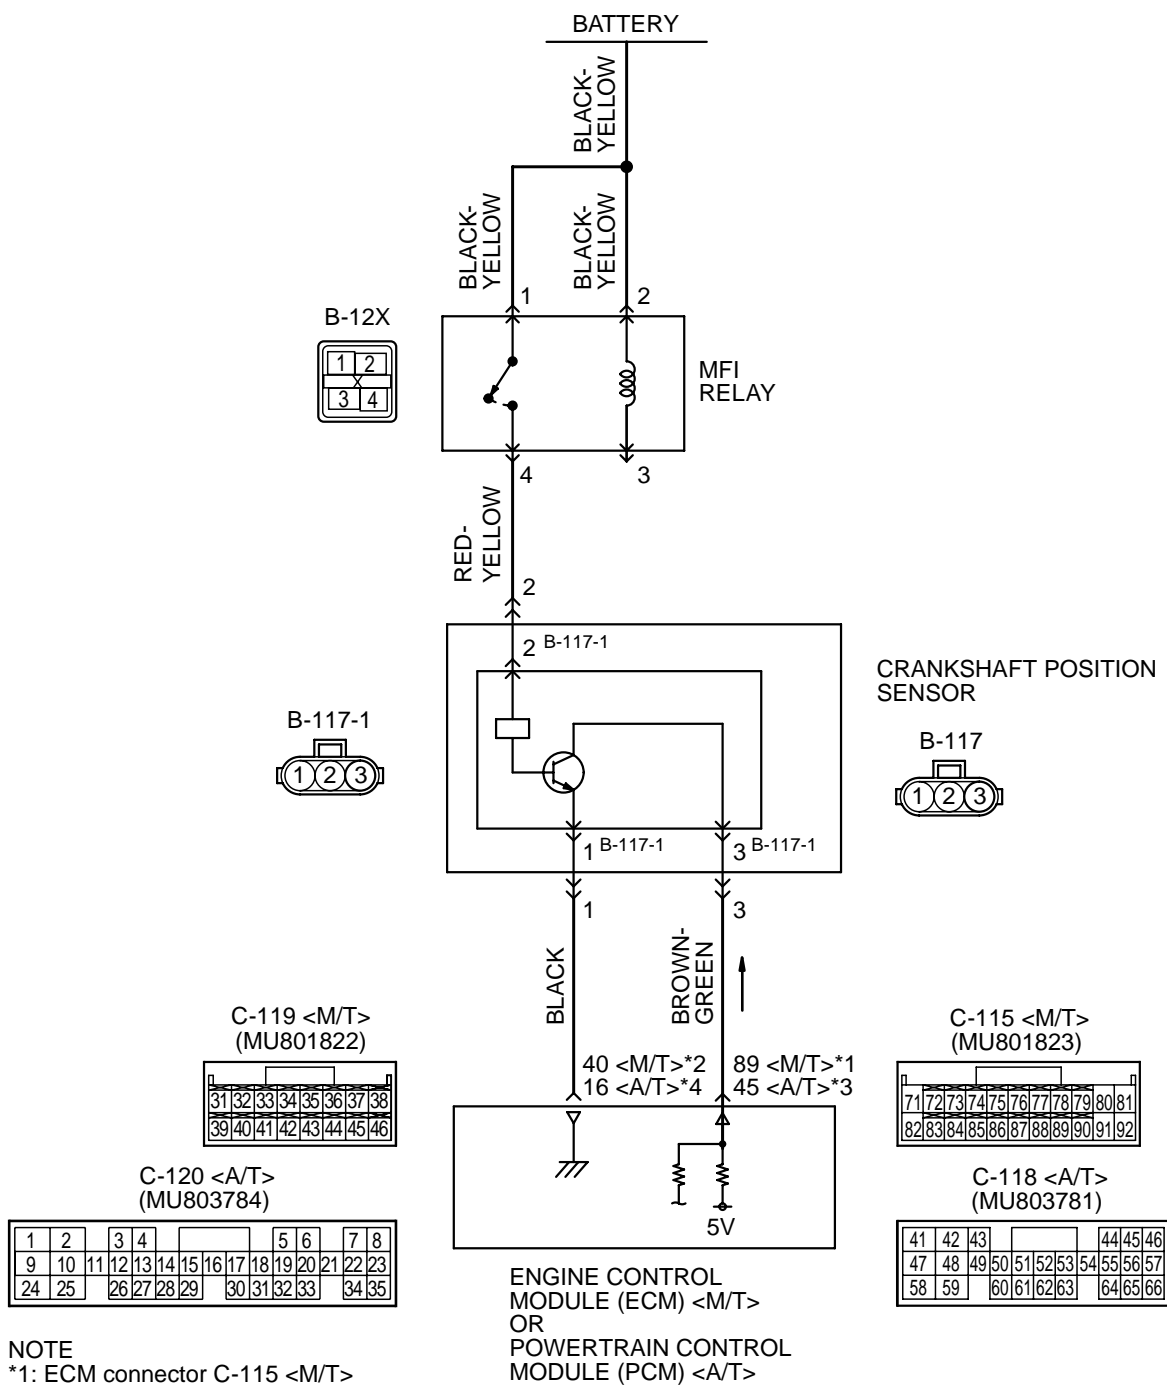 BATTERY
BLACK-
YELLOW
BLACK-
YELLOW
BLACK-
YELLOW
1
2
B-12X
1 2
X
3 4
MFI
RELAY
4
3
RED-
YELLOW
2
2 B-117-1
CRANKSHAFT POSITION
SENSOR
B-117-1
1 2 3
B-117
1 2 3
1 B-117-1
3 B-117-1
1
3
BLACK
BROWN-
GREEN
C-119 <M/T>
(MU801822)
31 32 33 34 35 36 37 38
39 40 41 42 43 44 45 46
40 <M/T>*2
16 <A/T>*4
89 <M/T>*1
45 <A/T>*3
C-115 <M/T>
(MU801823)
71 72 73 74 75 76 77 78 79 80 81
82 83 84 85 86 87 88 89 90 91 92
C-120 <A/T>
(MU803784)
1 2 3 4 5 6 7 8
9 10 11 12 13 14 15 16 17 18 19 20 21 22 23
24 25 26 27 28 29 30 31 32 33 34 35
5V
C-118 <A/T>
(MU803781)
41 42 43 44 45 46
47 48 49 50 51 52 53 54 55 56 57
58 59 60 61 62 63 64 65 66
ENGINE CONTROL
MODULE (ECM) <M/T>
OR
POWERTRAIN CONTROL
MODULE (PCM) <A/T>
NOTE
*1: ECM connector C-115 <M/T>